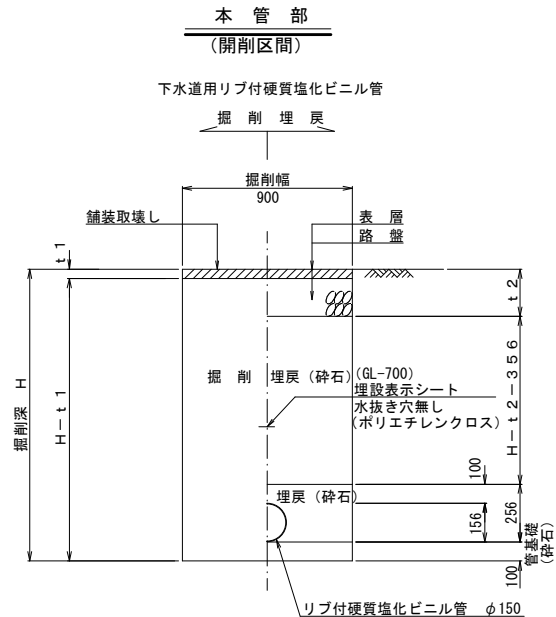 本管部
(開削区間)
下水道用リブ付硬質塩化ビニル管
掘削 埋戻
掘削幅
900
舗装取壊し
表層
路盤
t1
t2
掘削深 H
H-t1
掘削 埋戻(砕石)(GL-700)
埋設表示シート
水抜き穴無し
(ポリエチレンクロス)
H-t2-356
100
埋戻(砕石)
156
256
管基礎
(砕石)
100
リブ付硬質塩化ビニル管 φ150